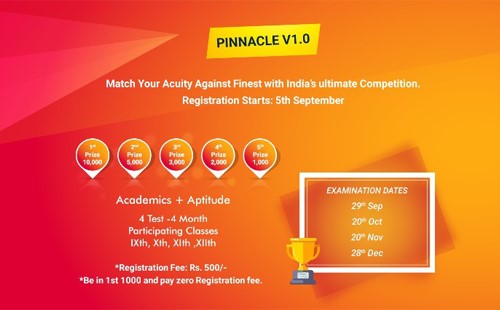 PINNACLE V1.0
Match Your Acuity Against Finest with India's ultimate Competition.
Registration Starts: 5th September
1st Prize 10,000
2nd Prize 5,000
3rd Prize 3,000
4th Prize 2,000
5th Prize 1,000
Academics + Aptitude
4 Test -4 Month
Participating Classes
IXth, Xth, XIth ,XIIth
*Registration Fee: Rs. 500/-
*Be in 1st 1000 and pay zero Registration fee.
EXAMINATION DATES
29th Sep
20th Oct
20th Nov
28th Dec